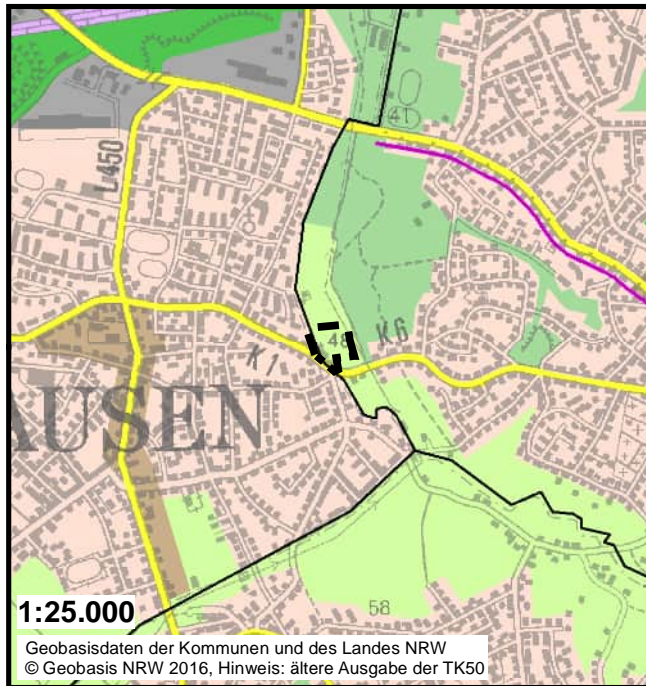 41
L450
48
K6
K1
AUSEN
58
1:25.000
Geobasisdaten der Kommunen und des Landes NRW
© Geobasis NRW 2016, Hinweis: ältere Ausgabe der TK50